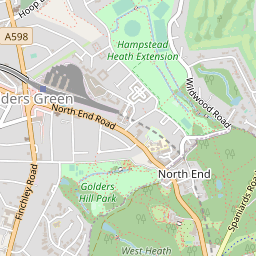 Hoop L
A598
Hampstead
Heath Extension
Wildwood Road
ders Green
North End Road
Finchley Road
North End
Golders
Hill Park
Spaniards Road
West Heath